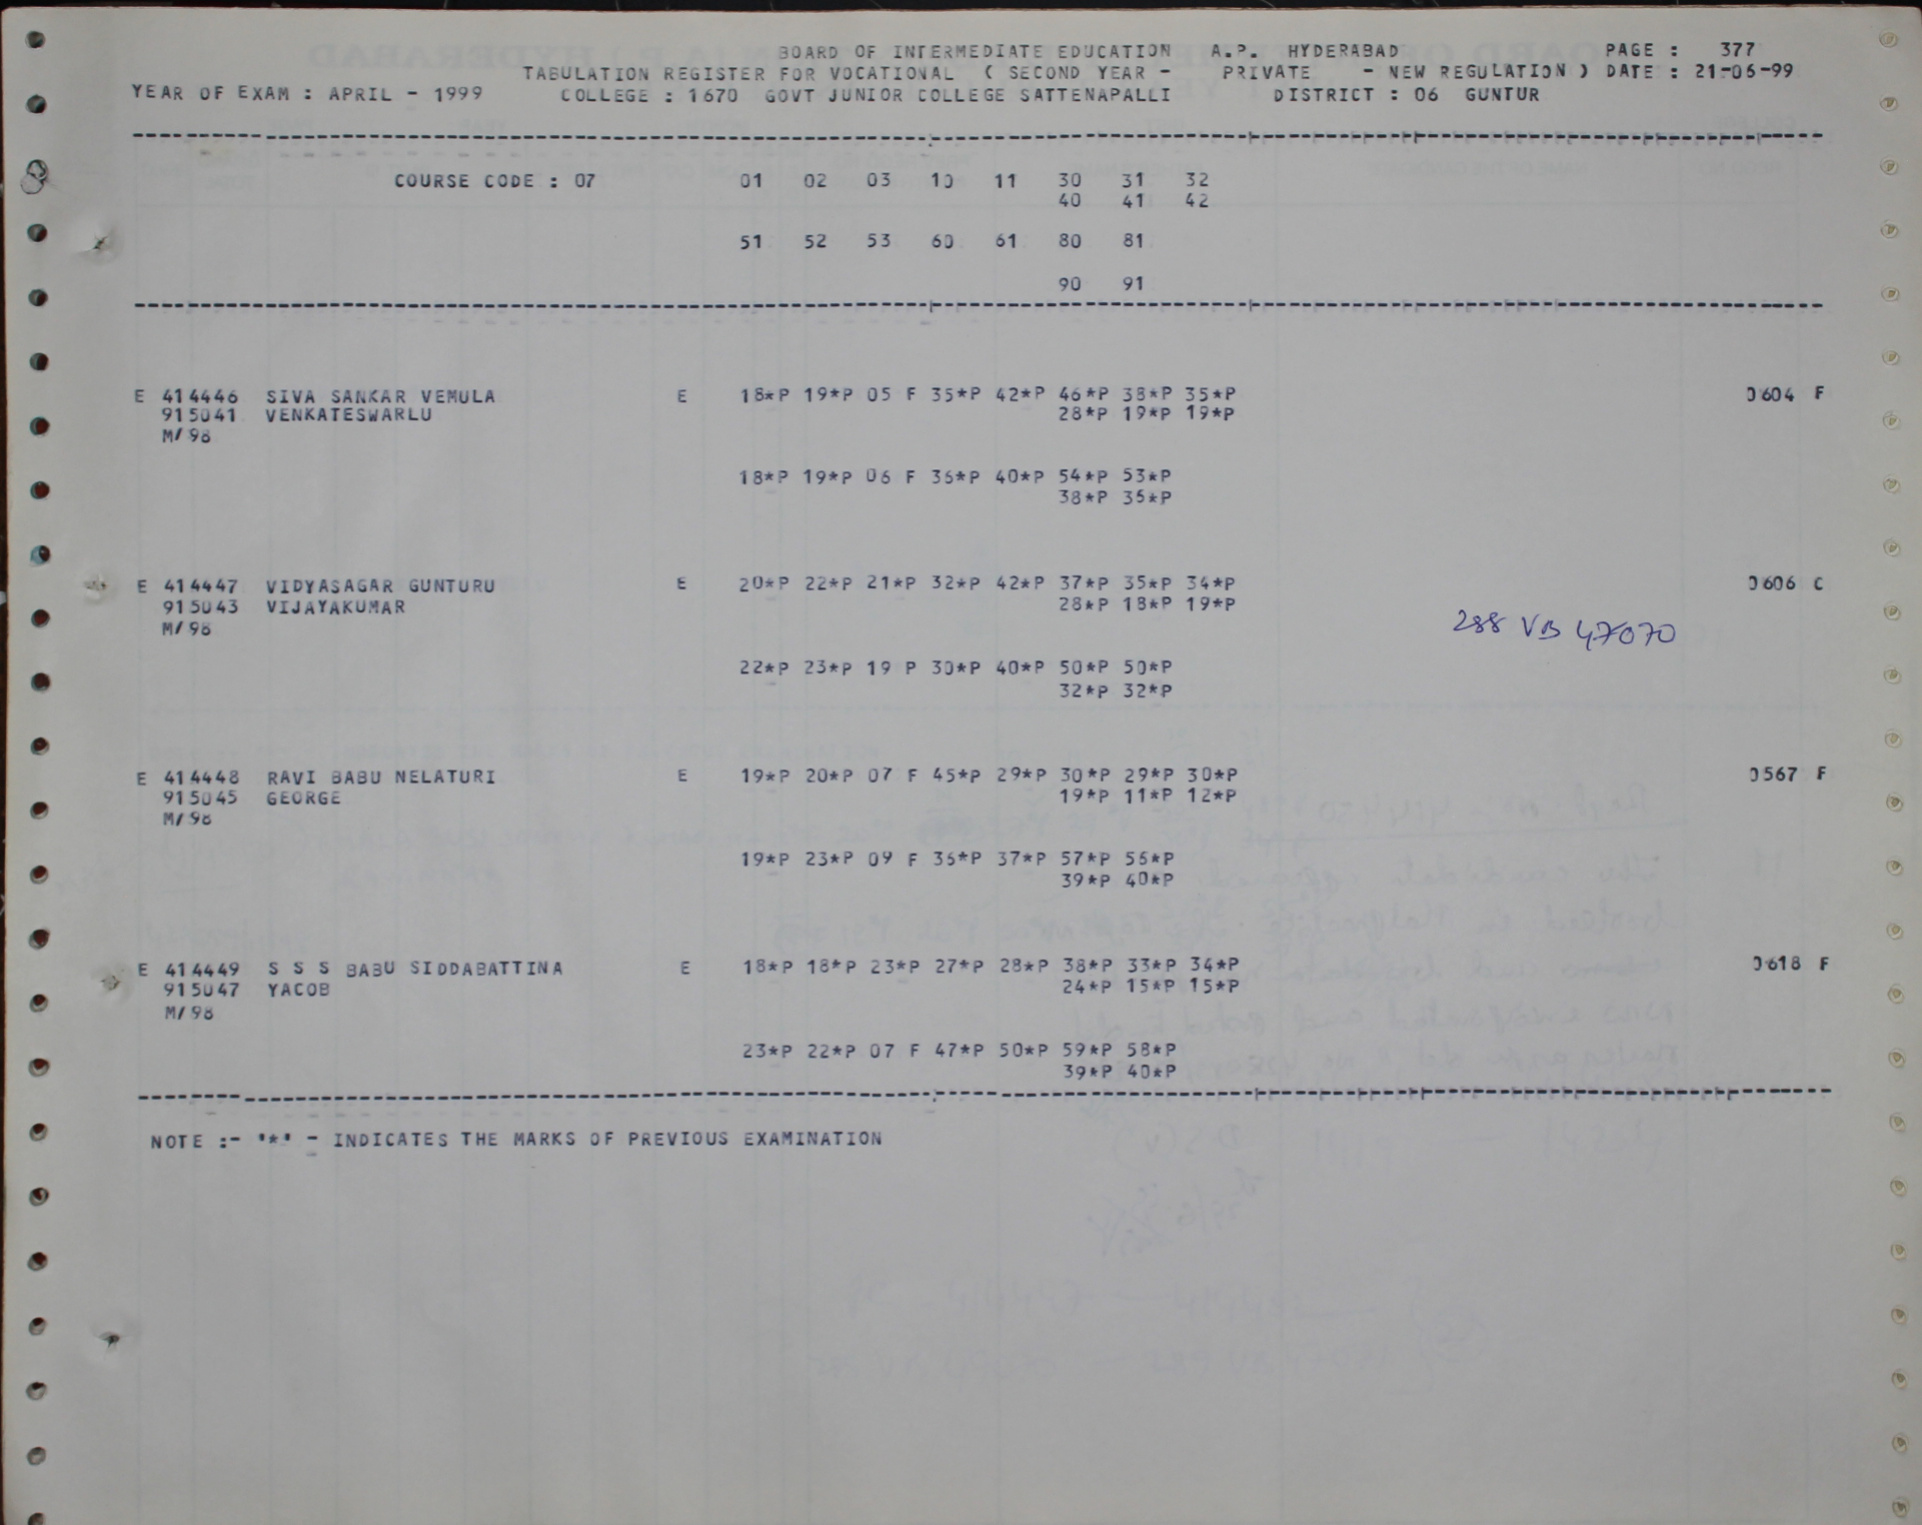 BOARD OF INTERMEDIATE EDUCATION A.P. HYDERABAD PAGE : 377
TABULATION REGISTER FOR VOCATIONAL ( SECOND YEAR - PRIVATE - NEW REGULATION ) DATE : 21-06-99
YEAR OF EXAM : APRIL - 1999 COLLEGE : 1670 GOVT JUNIOR COLLEGE SATTENAPALLI DISTRICT : 06 GUNTUR
COURSE CODE : 07 01 02 03 10 11 30 31 32
40 41 42
51 52 53 60 61 80 81
90 91
E 414446 SIVA SANKAR VEMULA E 18*P 19*P 05 F 35*P 42*P 46*P 38*P 35*P 0604 F
915041 VENKATESWARLU 28*P 19*P 19*P
M/98
18*P 19*P 06 F 36*P 40*P 54*P 53*P
38*P 36*P
E 414447 VIDYASAGAR GUNTURU E 20*P 22*P 21*P 32*P 42*P 37*P 35*P 34*P 0606 C
915043 VIJAYAKUMAR 28*P 18*P 19*P
M/98
288 VB 47070
22*P 23*P 19 P 30*P 40*P 50*P 50*P
32*P 32*P
E 414448 RAVI BABU NELATURI E 19*P 20*P 07 F 45*P 29*P 30*P 29*P 30*P 0567 F
915045 GEORGE 19*P 11*P 12*P
M/98
19*P 23*P 09 F 36*P 37*P 57*P 56*P
39*P 40*P
E 414449 S S S BABU SIDDABATTINA E 18*P 18*P 23*P 27*P 28*P 38*P 33*P 34*P 0618 F
915047 YACOB 24*P 15*P 15*P
M/98
23*P 22*P 07 F 47*P 50*P 59*P 58*P
39*P 40*P
NOTE :- '*' - INDICATES THE MARKS OF PREVIOUS EXAMINATION